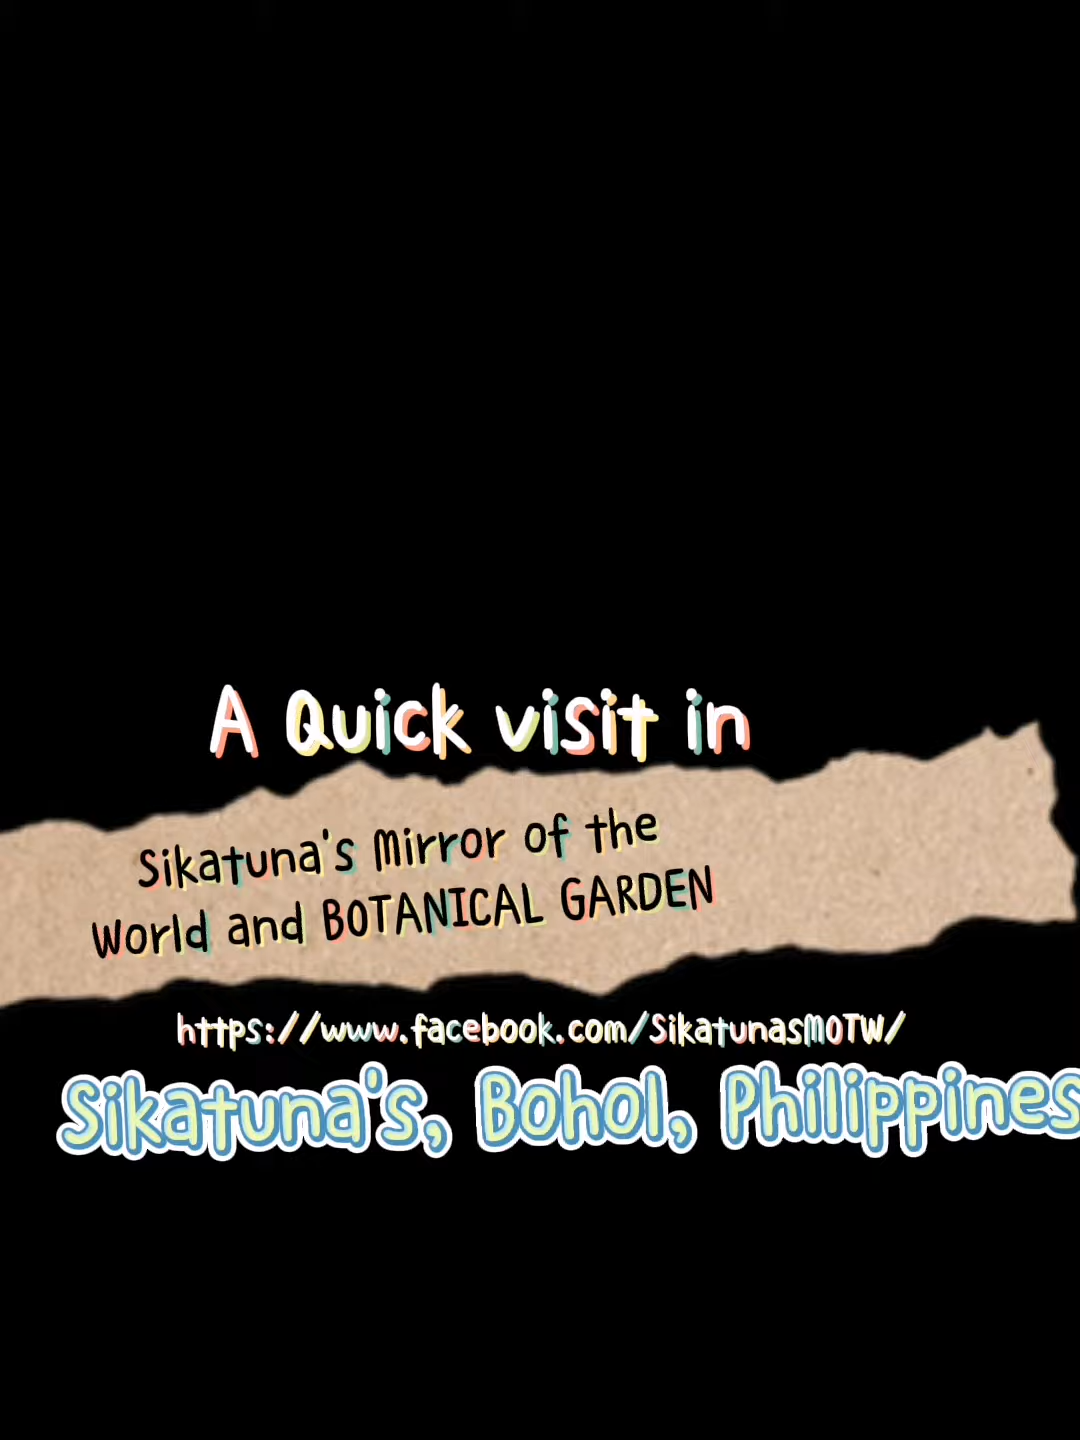 A Quick visit in
Sikatuna's Mirror of the
World and BOTANICAL GARDEN
https://www.facebook.com/SikatunasMOTW/
Sikatuna's, Bohol, Philippines